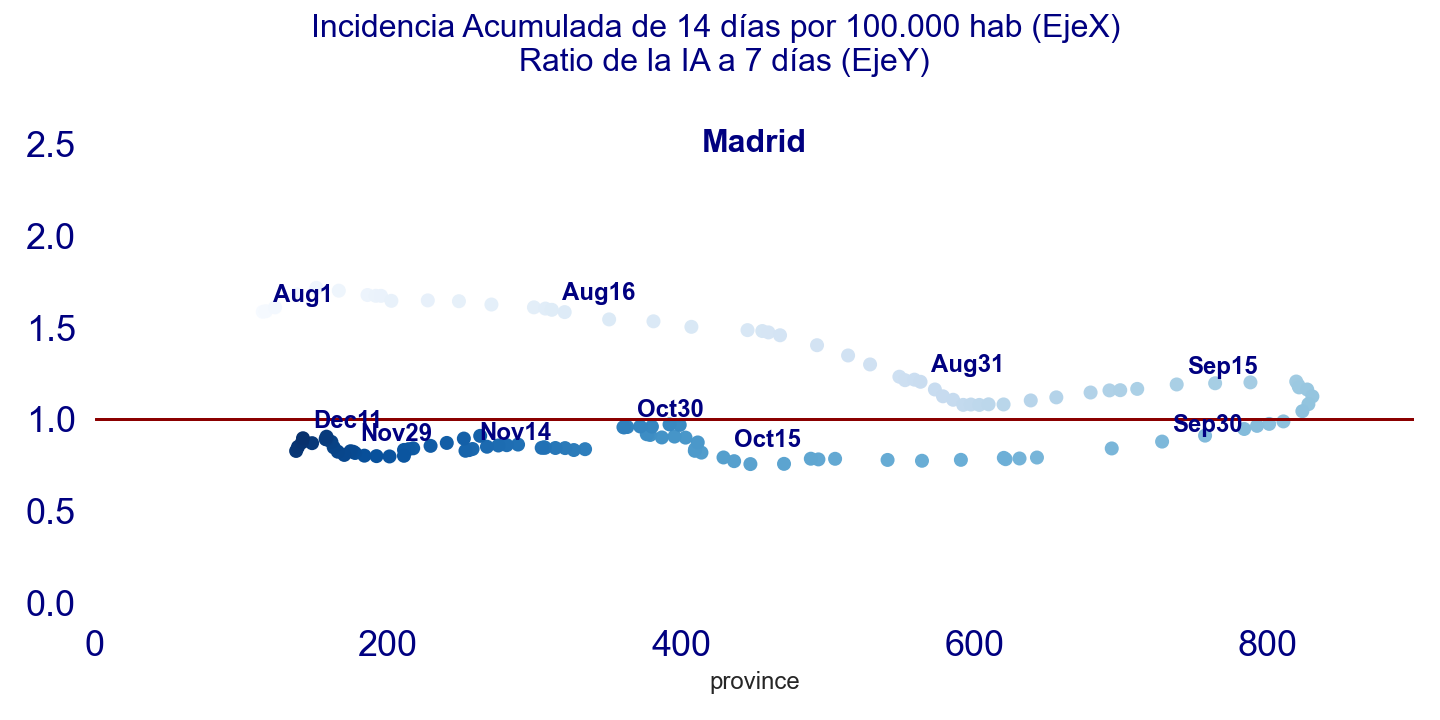 Incidencia Acumulada de 14 días por 100.000 hab (EjeX)
Ratio de la IA a 7 días (EjeY)
Madrid
2.5
2.0
1.5
1.0
0.5
0.0
Aug1
Aug16
Aug31
Sep15
Sep30
Oct15
Oct30
Nov14
Nov29
Dec11
0 200 400 600 800
province